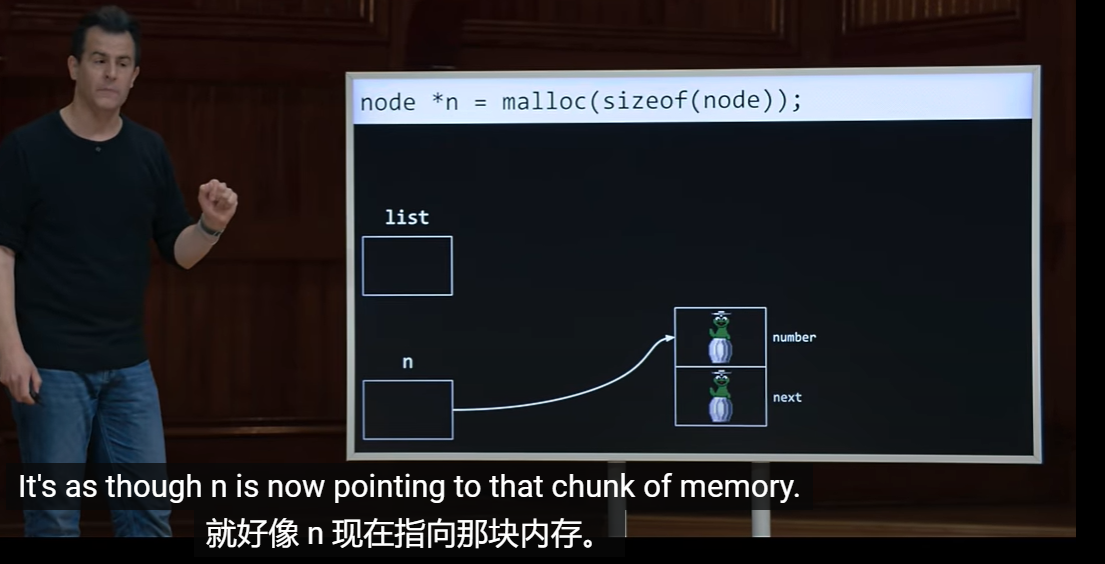 node *n = malloc(sizeof(node));
list
n
number
next
It's as though n is now pointing to that chunk of memory.
就好像 n 现在指向那块内存。